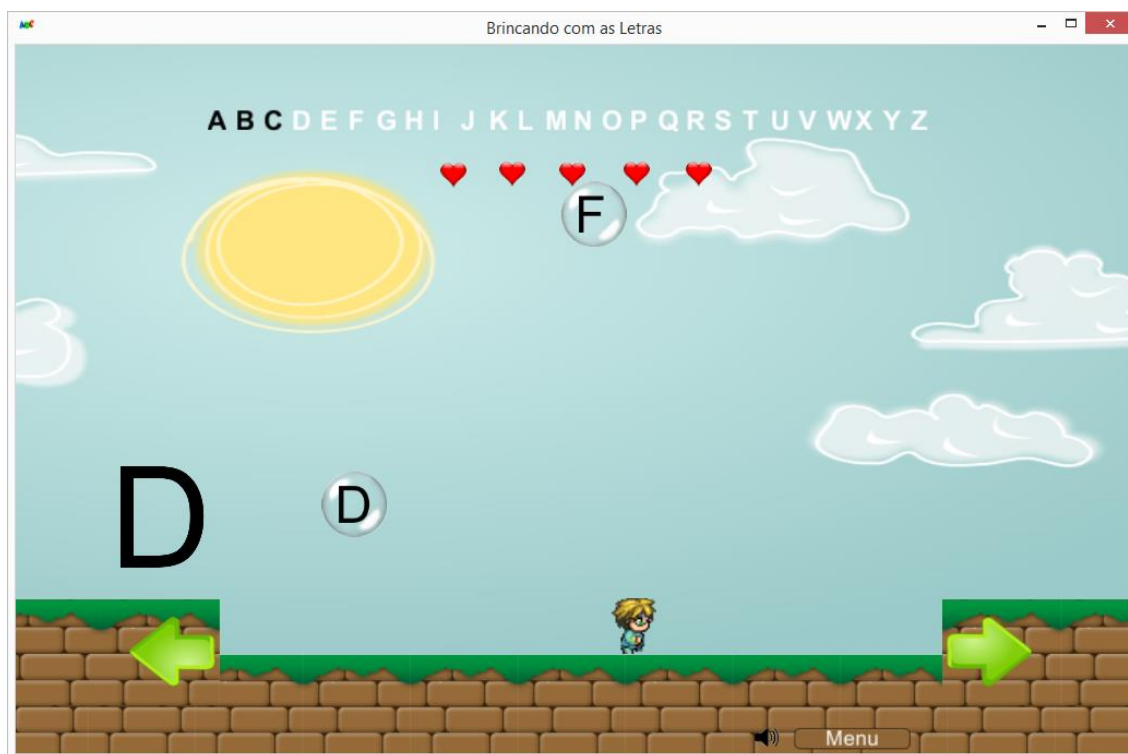 Brincando com as Letras
A B C D E F G H I J K L M N O P Q R S T U V W X Y Z
F
D
D
Menu